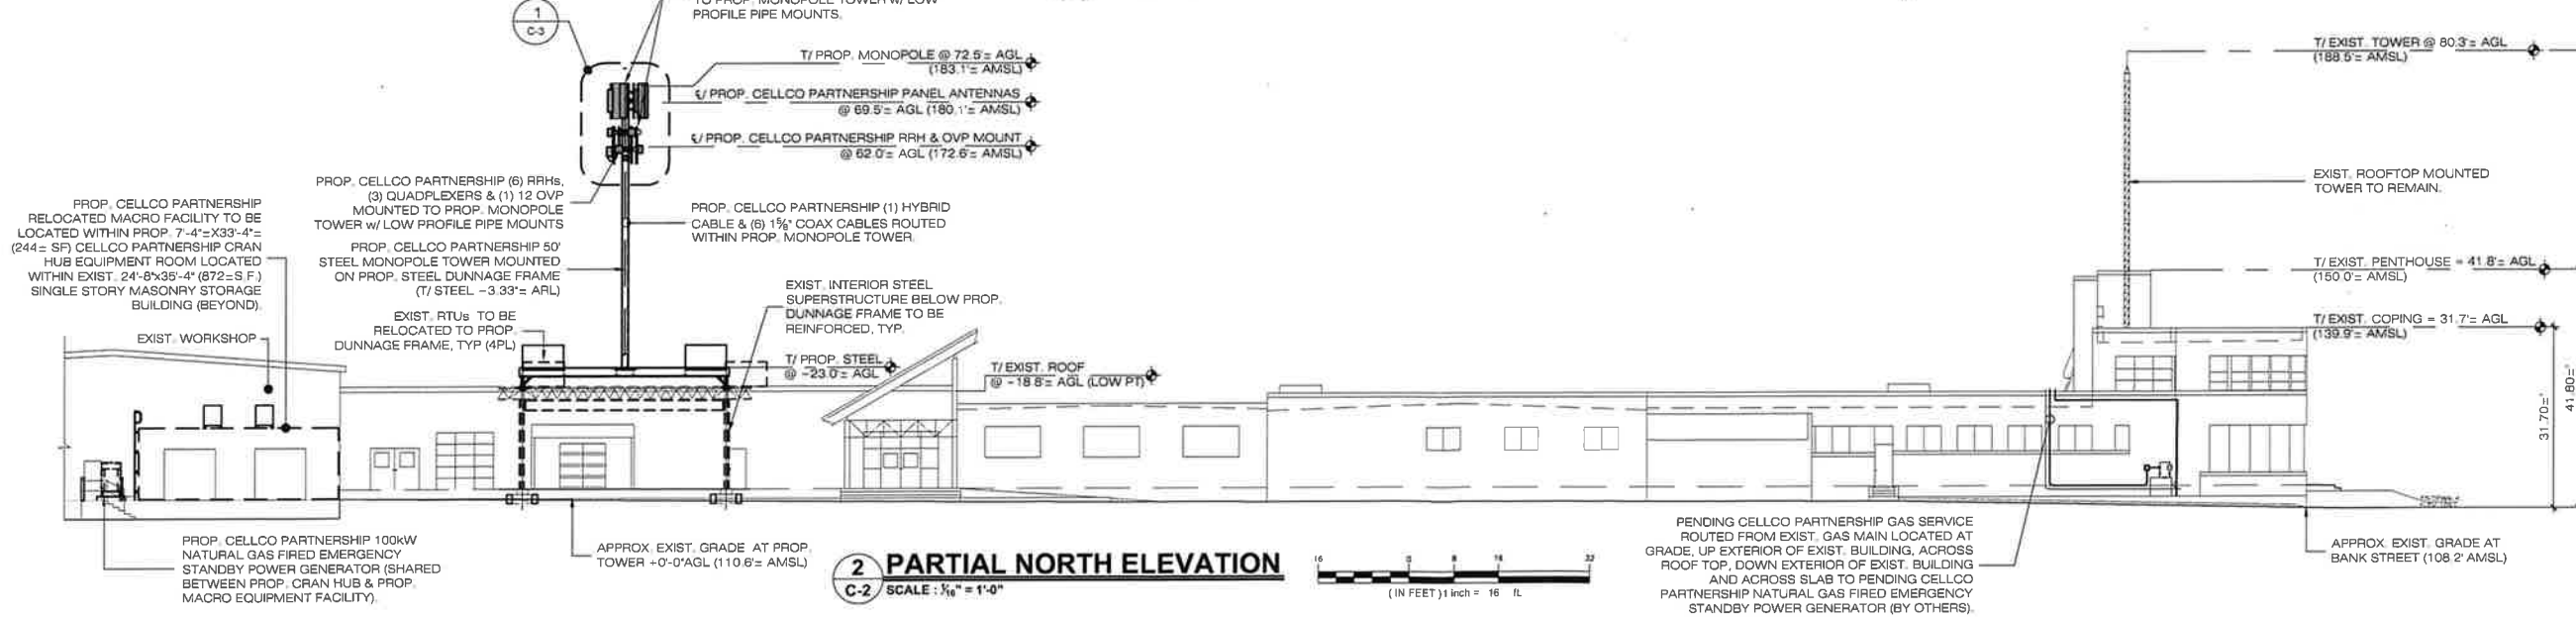 1
C-3
TO PROP. MONOPOLE TOWER w/ LOW
PROFILE PIPE MOUNTS.
T/ PROP. MONOPOLE @ 72.5'± AGL
(183.1'± AMSL)
℄/ PROP. CELLCO PARTNERSHIP PANEL ANTENNAS
@ 69.5'± AGL (180.1'± AMSL)
℄/ PROP. CELLCO PARTNERSHIP RRH & OVP MOUNT
@ 62.0'± AGL (172.6'± AMSL)
PROP. CELLCO PARTNERSHIP (6) RRHs,
(3) QUADPLEXERS & (1) 12 OVP
MOUNTED TO PROP. MONOPOLE
TOWER w/ LOW PROFILE PIPE MOUNTS
PROP. CELLCO PARTNERSHIP
RELOCATED MACRO FACILITY TO BE
LOCATED WITHIN PROP. 7'-4"±X33'-4"±
(244± SF) CELLCO PARTNERSHIP CRAN
HUB EQUIPMENT ROOM LOCATED
WITHIN EXIST. 24'-8"x35'-4" (872±S.F.)
SINGLE STORY MASONRY STORAGE
BUILDING (BEYOND).
PROP. CELLCO PARTNERSHIP 50'
STEEL MONOPOLE TOWER MOUNTED
ON PROP. STEEL DUNNAGE FRAME
(T/ STEEL ~3.33'± ARL)
PROP. CELLCO PARTNERSHIP (1) HYBRID
CABLE & (6) 1⅝" COAX CABLES ROUTED
WITHIN PROP. MONOPOLE TOWER.
EXIST. INTERIOR STEEL
SUPERSTRUCTURE BELOW PROP.
DUNNAGE FRAME TO BE
REINFORCED, TYP.
EXIST. RTUs TO BE
RELOCATED TO PROP.
DUNNAGE FRAME, TYP (4PL)
EXIST. WORKSHOP
T/ PROP. STEEL
@ ~23.0'± AGL
T/ EXIST. ROOF
@ ~18.8'± AGL (LOW PT)
T/ EXIST. TOWER @ 80.3'± AGL
(188.5'± AMSL)
EXIST. ROOFTOP MOUNTED
TOWER TO REMAIN.
T/ EXIST. PENTHOUSE = 41.8'± AGL
(150.0'± AMSL)
T/ EXIST. COPING = 31.7'± AGL
(139.9'± AMSL)
31.70±'
41.80±'
PROP. CELLCO PARTNERSHIP 100kW
NATURAL GAS FIRED EMERGENCY
STANDBY POWER GENERATOR (SHARED
BETWEEN PROP. CRAN HUB & PROP.
MACRO EQUIPMENT FACILITY).
APPROX. EXIST. GRADE AT PROP.
TOWER +0'-0"AGL (110.6'± AMSL)
2
C-2
PARTIAL NORTH ELEVATION
SCALE : 1/16" = 1'-0"
16 0 8 16 32
( IN FEET ) 1 inch = 16 ft.
PENDING CELLCO PARTNERSHIP GAS SERVICE
ROUTED FROM EXIST. GAS MAIN LOCATED AT
GRADE, UP EXTERIOR OF EXIST. BUILDING, ACROSS
ROOF TOP, DOWN EXTERIOR OF EXIST. BUILDING
AND ACROSS SLAB TO PENDING CELLCO
PARTNERSHIP NATURAL GAS FIRED EMERGENCY
STANDBY POWER GENERATOR (BY OTHERS).
APPROX. EXIST. GRADE AT
BANK STREET (108.2' AMSL)